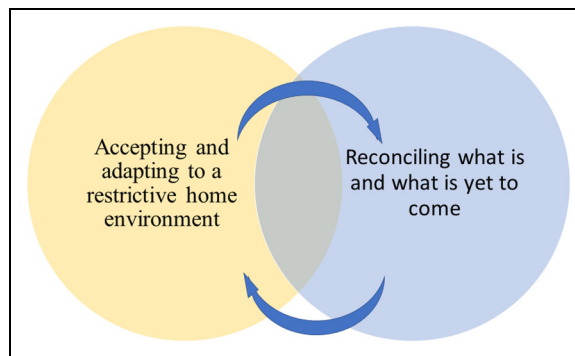 Accepting and
adapting to a
restrictive home
environment
Reconciling what is
and what is yet to
come